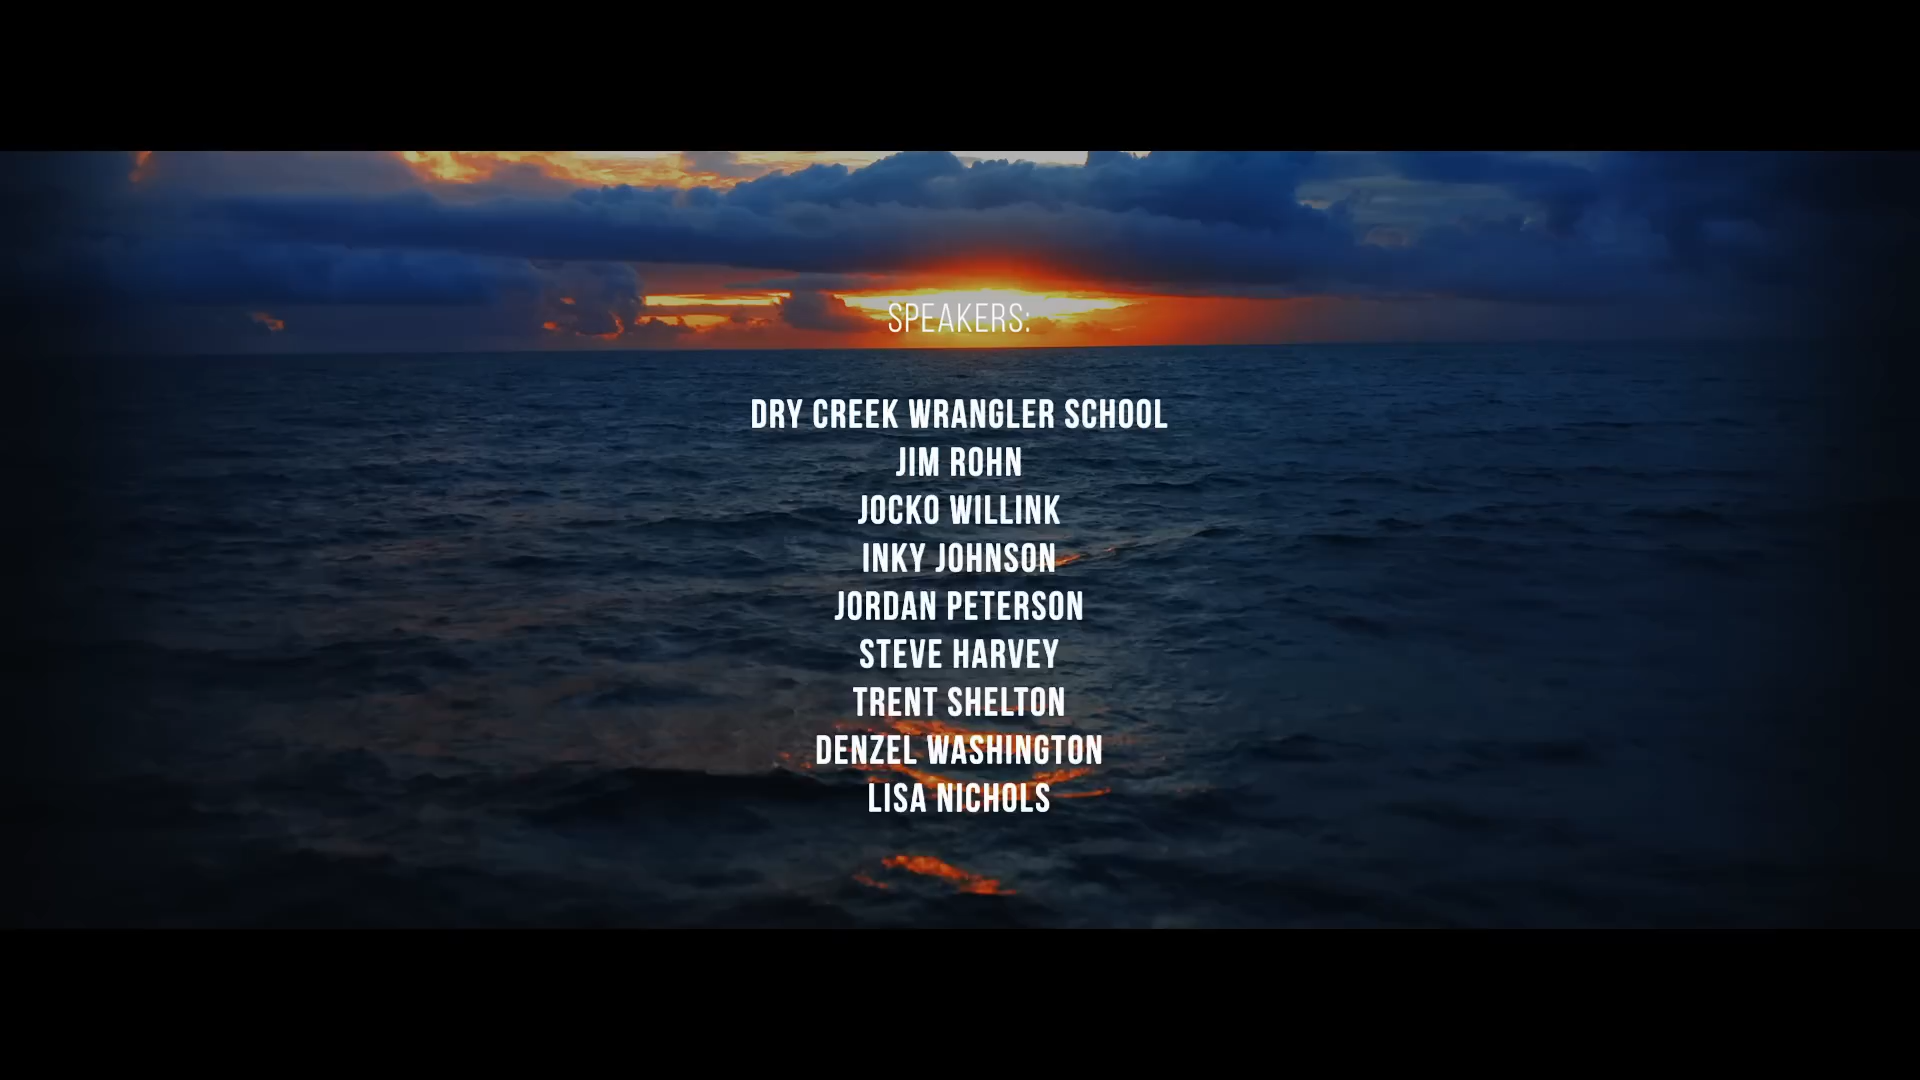 SPEAKERS:
DRY CREEK WRANGLER SCHOOL
JIM ROHN
JOCKO WILLINK
INKY JOHNSON
JORDAN PETERSON
STEVE HARVEY
TRENT SHELTON
DENZEL WASHINGTON
LISA NICHOLS